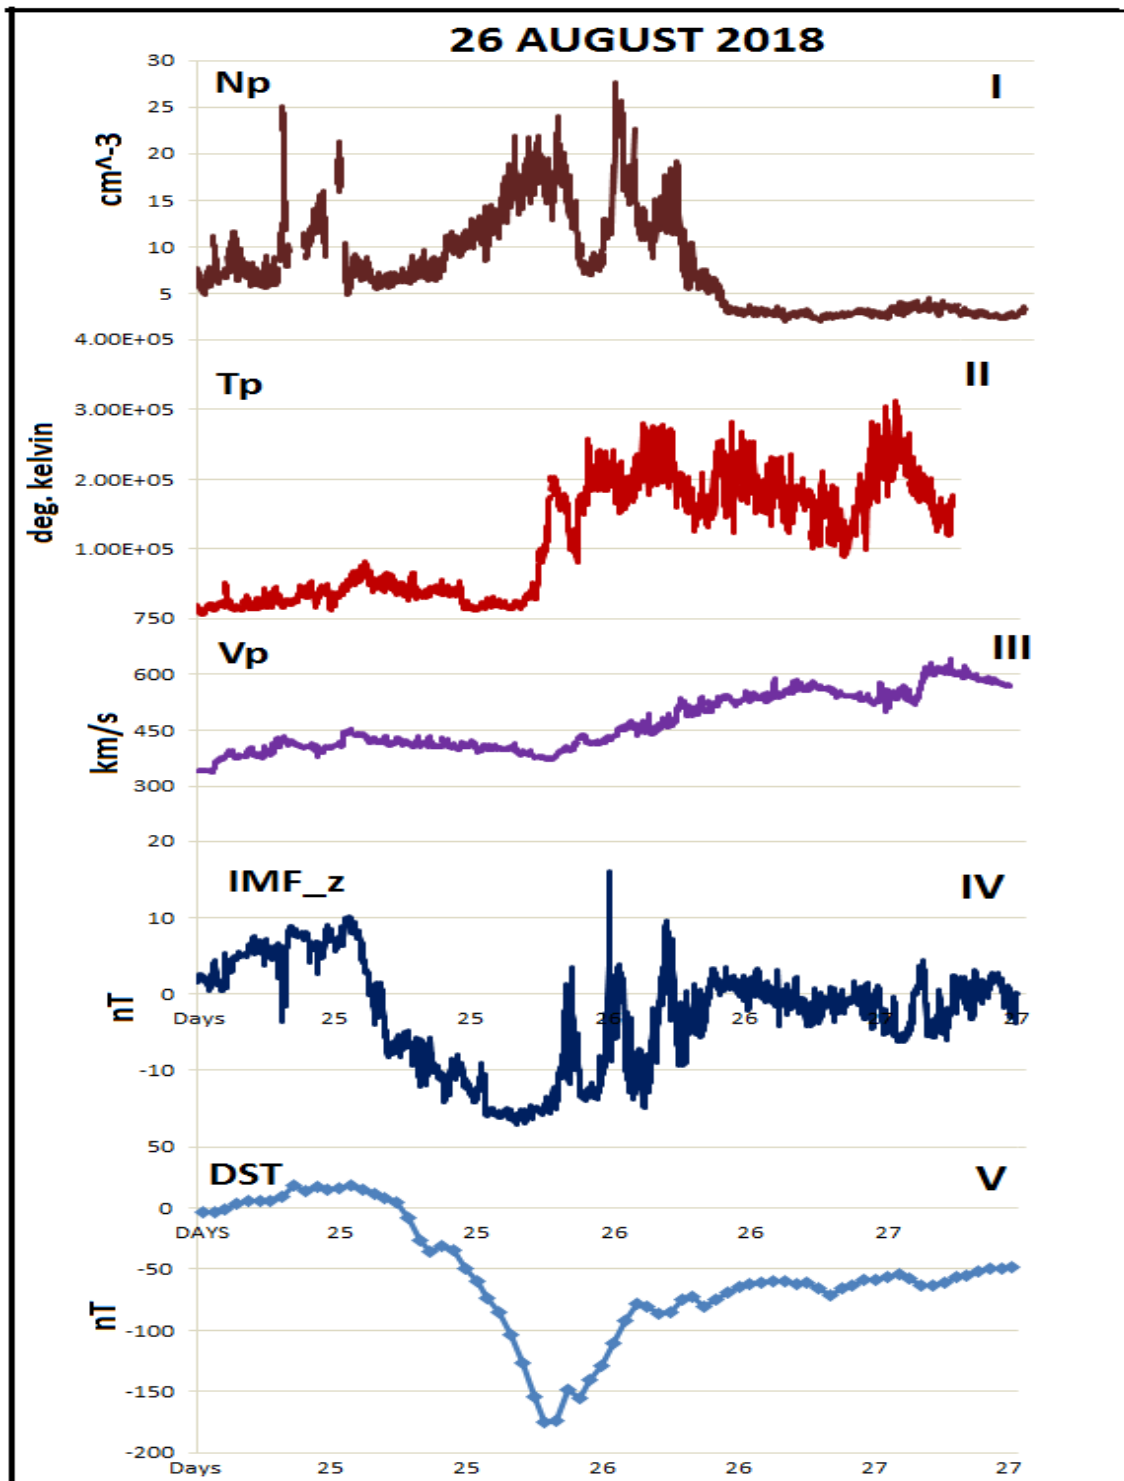 26 AUGUST 2018
30
Np
I
25
cm^-3
20
15
10
5
4.00E+05
Tp
II
3.00E+05
deg. kelvin
2.00E+05
1.00E+05
750
Vp
III
600
km/s
450
300
20
IMF_z
IV
10
nT
0
Days 25 25 26 26 27 27
-10
50
DST
V
0
DAYS 25 25 26 26 27
-50
nT
-100
-150
-200
Days 25 25 26 26 27 27